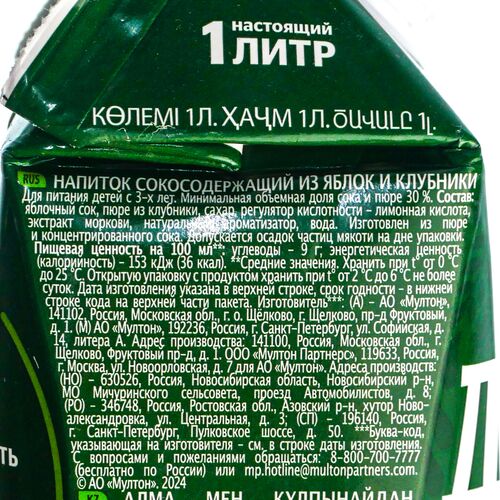 настоящий
1 ЛИТР
КӨЛЕМІ 1Л. ҲАҶМ 1Л. ԾԱՎԱԼԸ 1Լ.
RUS НАПИТОК СОКОСОДЕРЖАЩИЙ ИЗ ЯБЛОК И КЛУБНИКИ
Для питания детей с 3-х лет. Минимальная объемная доля сока и пюре 30 %. Состав:
яблочный сок, пюре из клубники, сахар, регулятор кислотности – лимонная кислота,
экстракт моркови, натуральный ароматизатор, вода. Изготовлен из пюре
и концентрированного сока. Допускается осадок частиц мякоти на дне упаковки.
Пищевая ценность на 100 мл**: углеводы – 9 г; энергетическая ценность
(калорийность) – 153 кДж (36 ккал). **Средние значения. Хранить при t° от 0 °C
до 25 °C. Открытую упаковку с продуктом хранить при t° от 2 °C до 6 °C не более
суток. Дата изготовления указана в верхней строке, срок годности – в нижней
строке кода на верхней части пакета. Изготовитель***: (А) – АО «Мултон»,
141102, Россия, Московская обл., г. о. Щёлково, г. Щелково, пр-д Фруктовый,
д. 1. (М) АО «Мултон», 192236, Россия, г. Санкт-Петербург, ул. Софийская, д.
14, литера А. Адрес производства: 141100, Россия, Московская обл., г.
Щелково, Фруктовый пр-д, д. 1. ООО «Мултон Партнерс», 119633, Россия,
г. Москва, ул. Новоорловская, д. 7 для АО «Мултон». Адреса производств:
(НО) – 630526, Россия, Новосибирская область, Новосибирский р-н,
МО Мичуринского сельсовета, проезд Автомобилистов, д. 8;
(РО) – 346748, Россия, Ростовская обл., Азовский р-н, хутор Ново-
александровка, ул. Центральная, д. 3; (СП) – 196140, Россия,
г. Санкт-Петербург, Пулковское шоссе, д. 50. ***Буква-код,
указывающая на изготовителя – см. в строке даты изготовления.
С вопросами и пожеланиями обращаться: 8-800-700-7777
(бесплатно по России) или mp.hotline@multonpartners.com.
© АО "Мултон". 2024
KZ АЛМА МЕН ҚҰЛПЫНАЙДАН